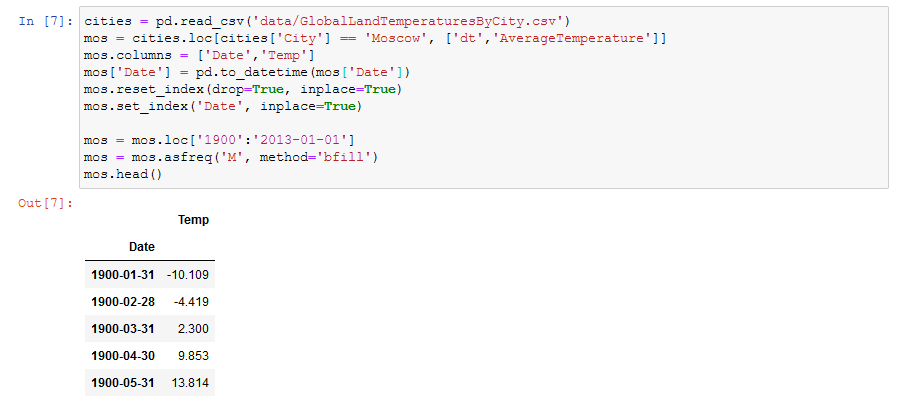 In [7]: cities = pd.read_csv('data/GlobalLandTemperaturesByCity.csv')
mos = cities.loc[cities['City'] == 'Moscow', ['dt','AverageTemperature']]
mos.columns = ['Date','Temp']
mos['Date'] = pd.to_datetime(mos['Date'])
mos.reset_index(drop=True, inplace=True)
mos.set_index('Date', inplace=True)
mos = mos.loc['1900':'2013-01-01']
mos = mos.asfreq('M', method='bfill')
mos.head()
Out[7]:
Temp
Date
1900-01-31 -10.109
1900-02-28 -4.419
1900-03-31 2.300
1900-04-30 9.853
1900-05-31 13.814